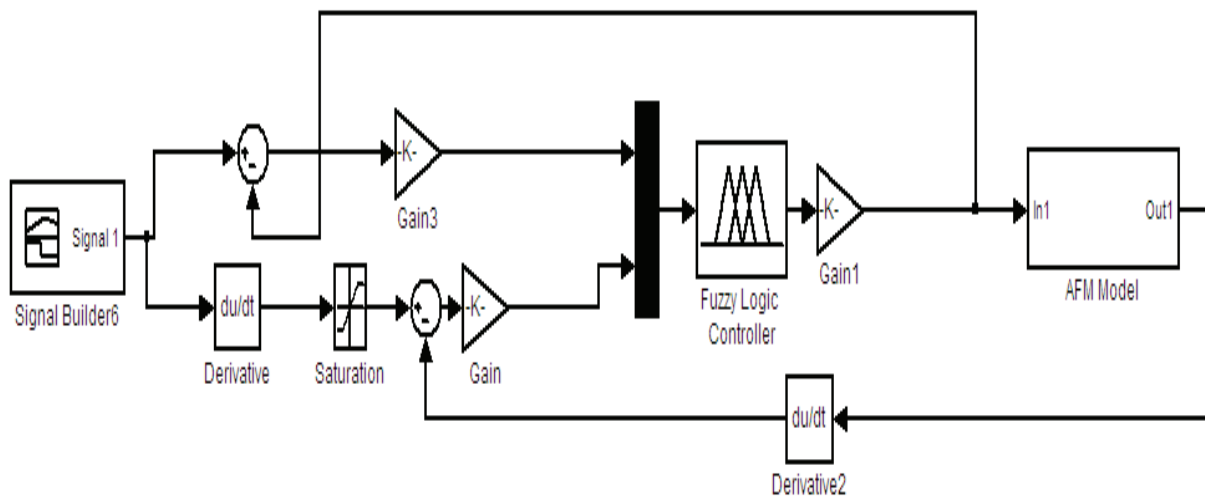 Signal 1
Signal Builder6
+
-
-K-
Gain3
du/dt
Derivative
Saturation
+
-
-K-
Gain
Fuzzy Logic
Controller
-K-
Gain1
In1
Out1
AFM Model
du/dt
Derivative2